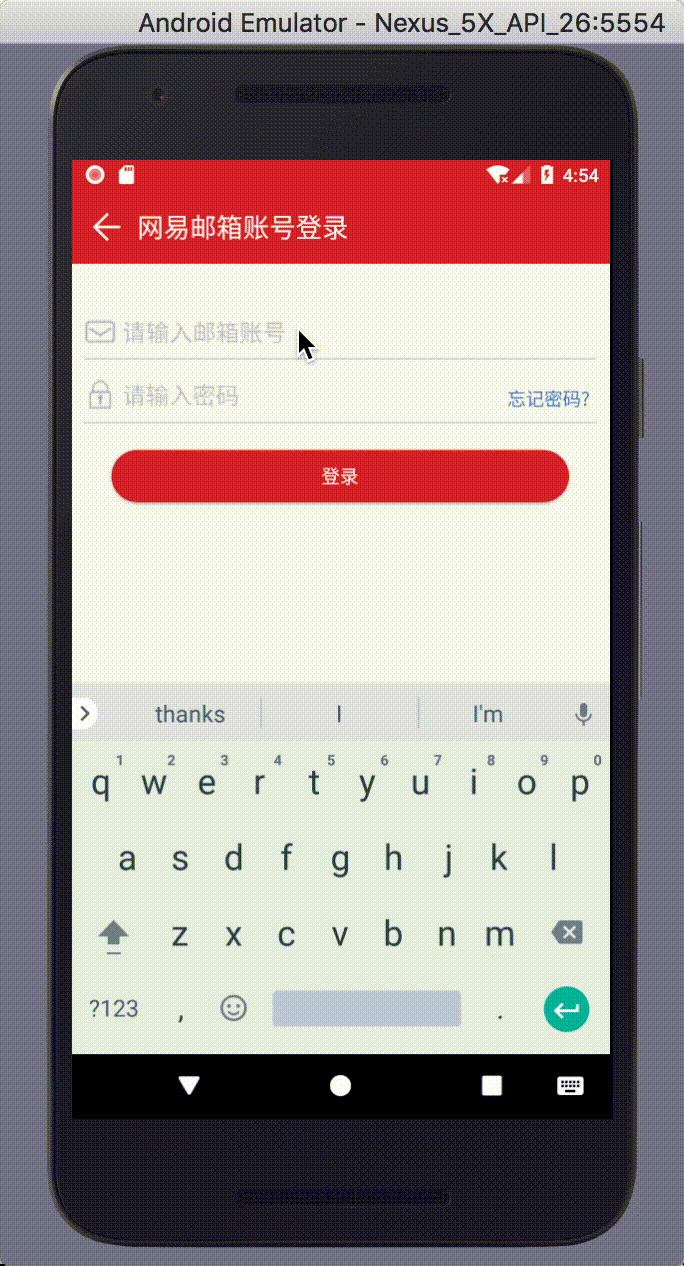 Android Emulator - Nexus_5X_API_26:5554
4:54
网易邮箱账号登录
请输入邮箱账号
请输入密码 忘记密码?
登录
thanks I I'm
1 2 3 4 5 6 7 8 9 0
q w e r t y u i o p
a s d f g h j k l
z x c v b n m
?123 , .